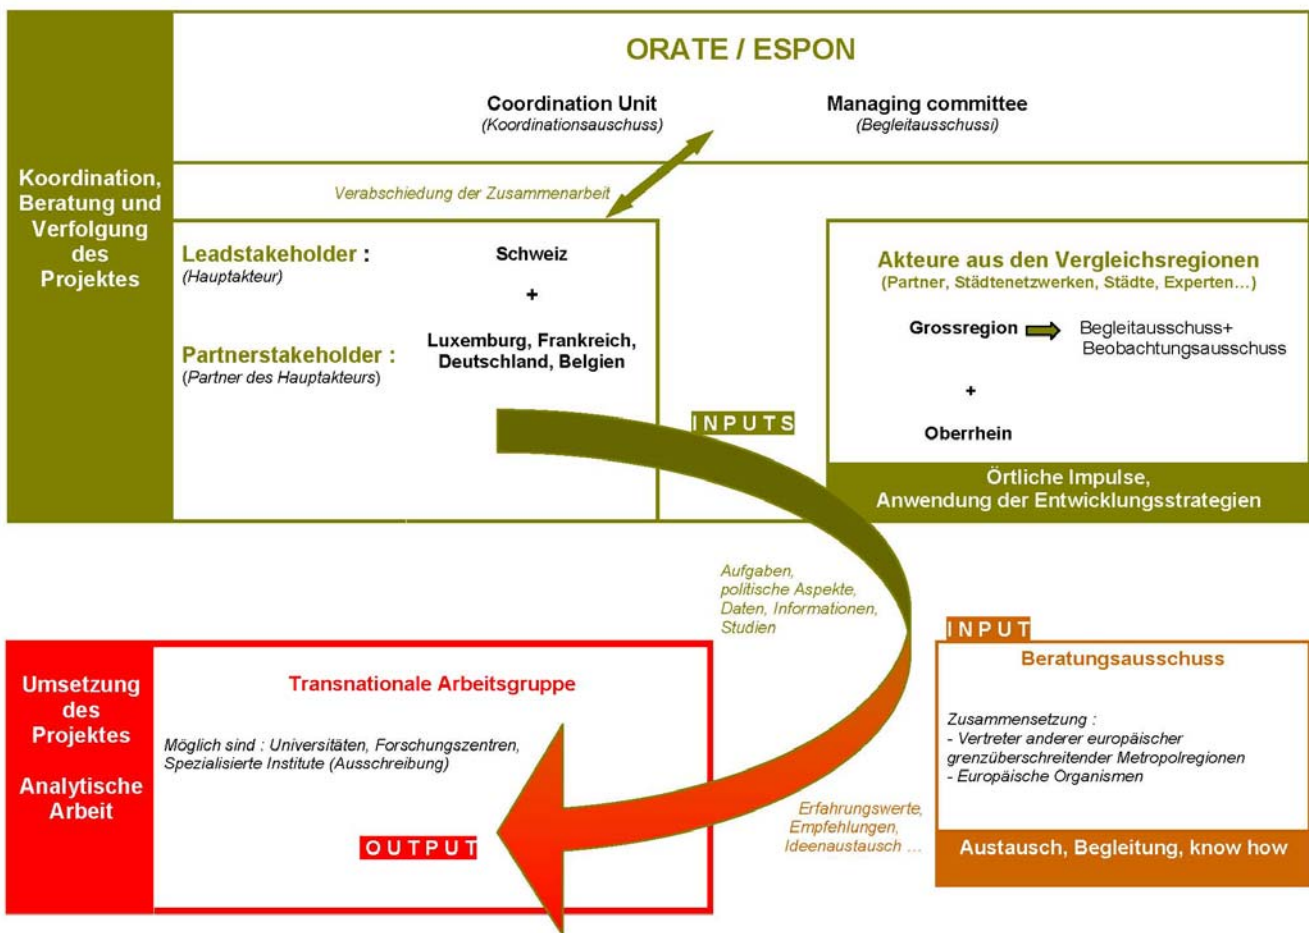 ORATE / ESPON
Coordination Unit
(Koordinationsauschuss)
Managing committee
(Begleitausschussi)
Koordination,
Beratung und
Verfolgung
des
Projektes
Verabschiedung der Zusammenarbeit
Leadstakeholder :
(Hauptakteur)
Schweiz
+
Partnerstakeholder :
(Partner des Hauptakteurs)
Luxemburg, Frankreich,
Deutschland, Belgien
INPUTS
Akteure aus den Vergleichsregionen
(Partner, Städtenetzwerken, Städte, Experten…)
Grossregion
Begleitausschuss+
Beobachtungsausschuss
+
Oberrhein
Örtliche Impulse,
Anwendung der Entwicklungsstrategien
Aufgaben,
politische Aspekte,
Daten, Informationen,
Studien
INPUT
Beratungsausschuss
Zusammensetzung :
- Vertreter anderer europäischer
grenzüberschreitender Metropolregionen
- Europäische Organismen
Austausch, Begleitung, know how
Umsetzung
des
Projektes
Analytische
Arbeit
Transnationale Arbeitsgruppe
Möglich sind : Universitäten, Forschungszentren,
Spezialisierte Institute (Ausschreibung)
OUTPUT
Erfahrungswerte,
Empfehlungen,
Ideenaustausch …